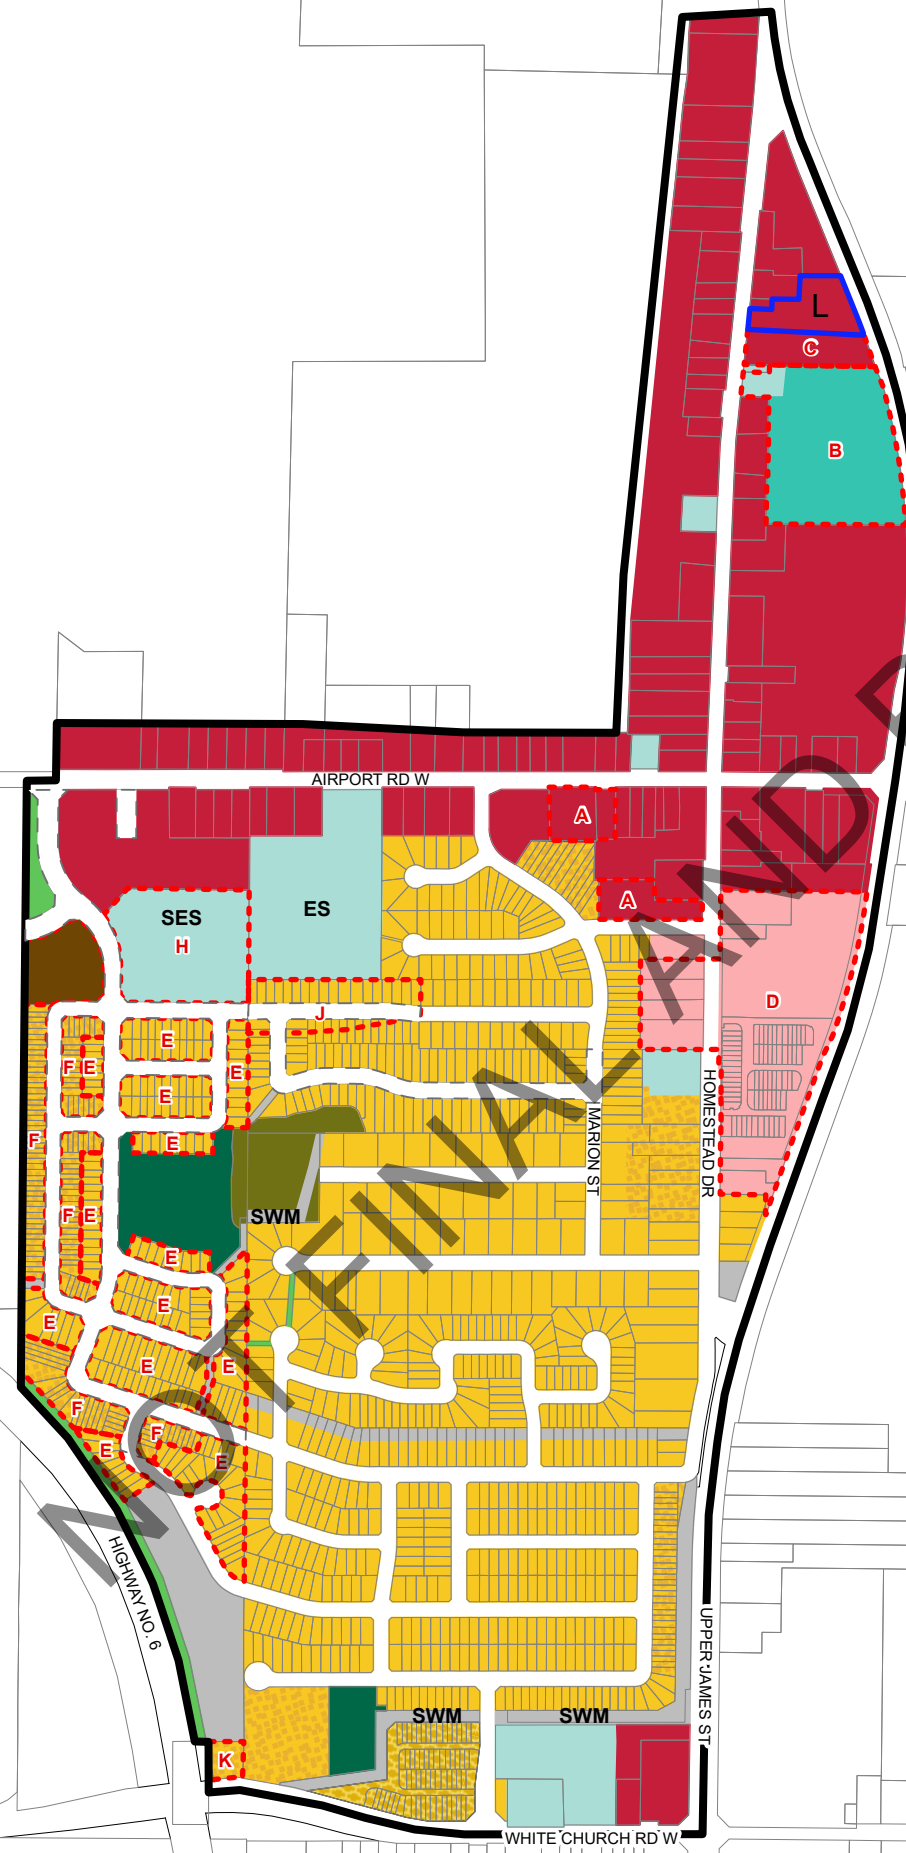 L
C
B
AIRPORT RD W
A
SES
H
ES
A
D
J
E
F
E
E
E
F
E
HOMESTEAD DR
MARION ST
F
E
SWM
E
E
E
E
E
F
F
E
E
HIGHWAY NO. 6
UPPER JAMES ST
K
SWM
SWM
WHITE CHURCH RD W
NOT FINAL AND